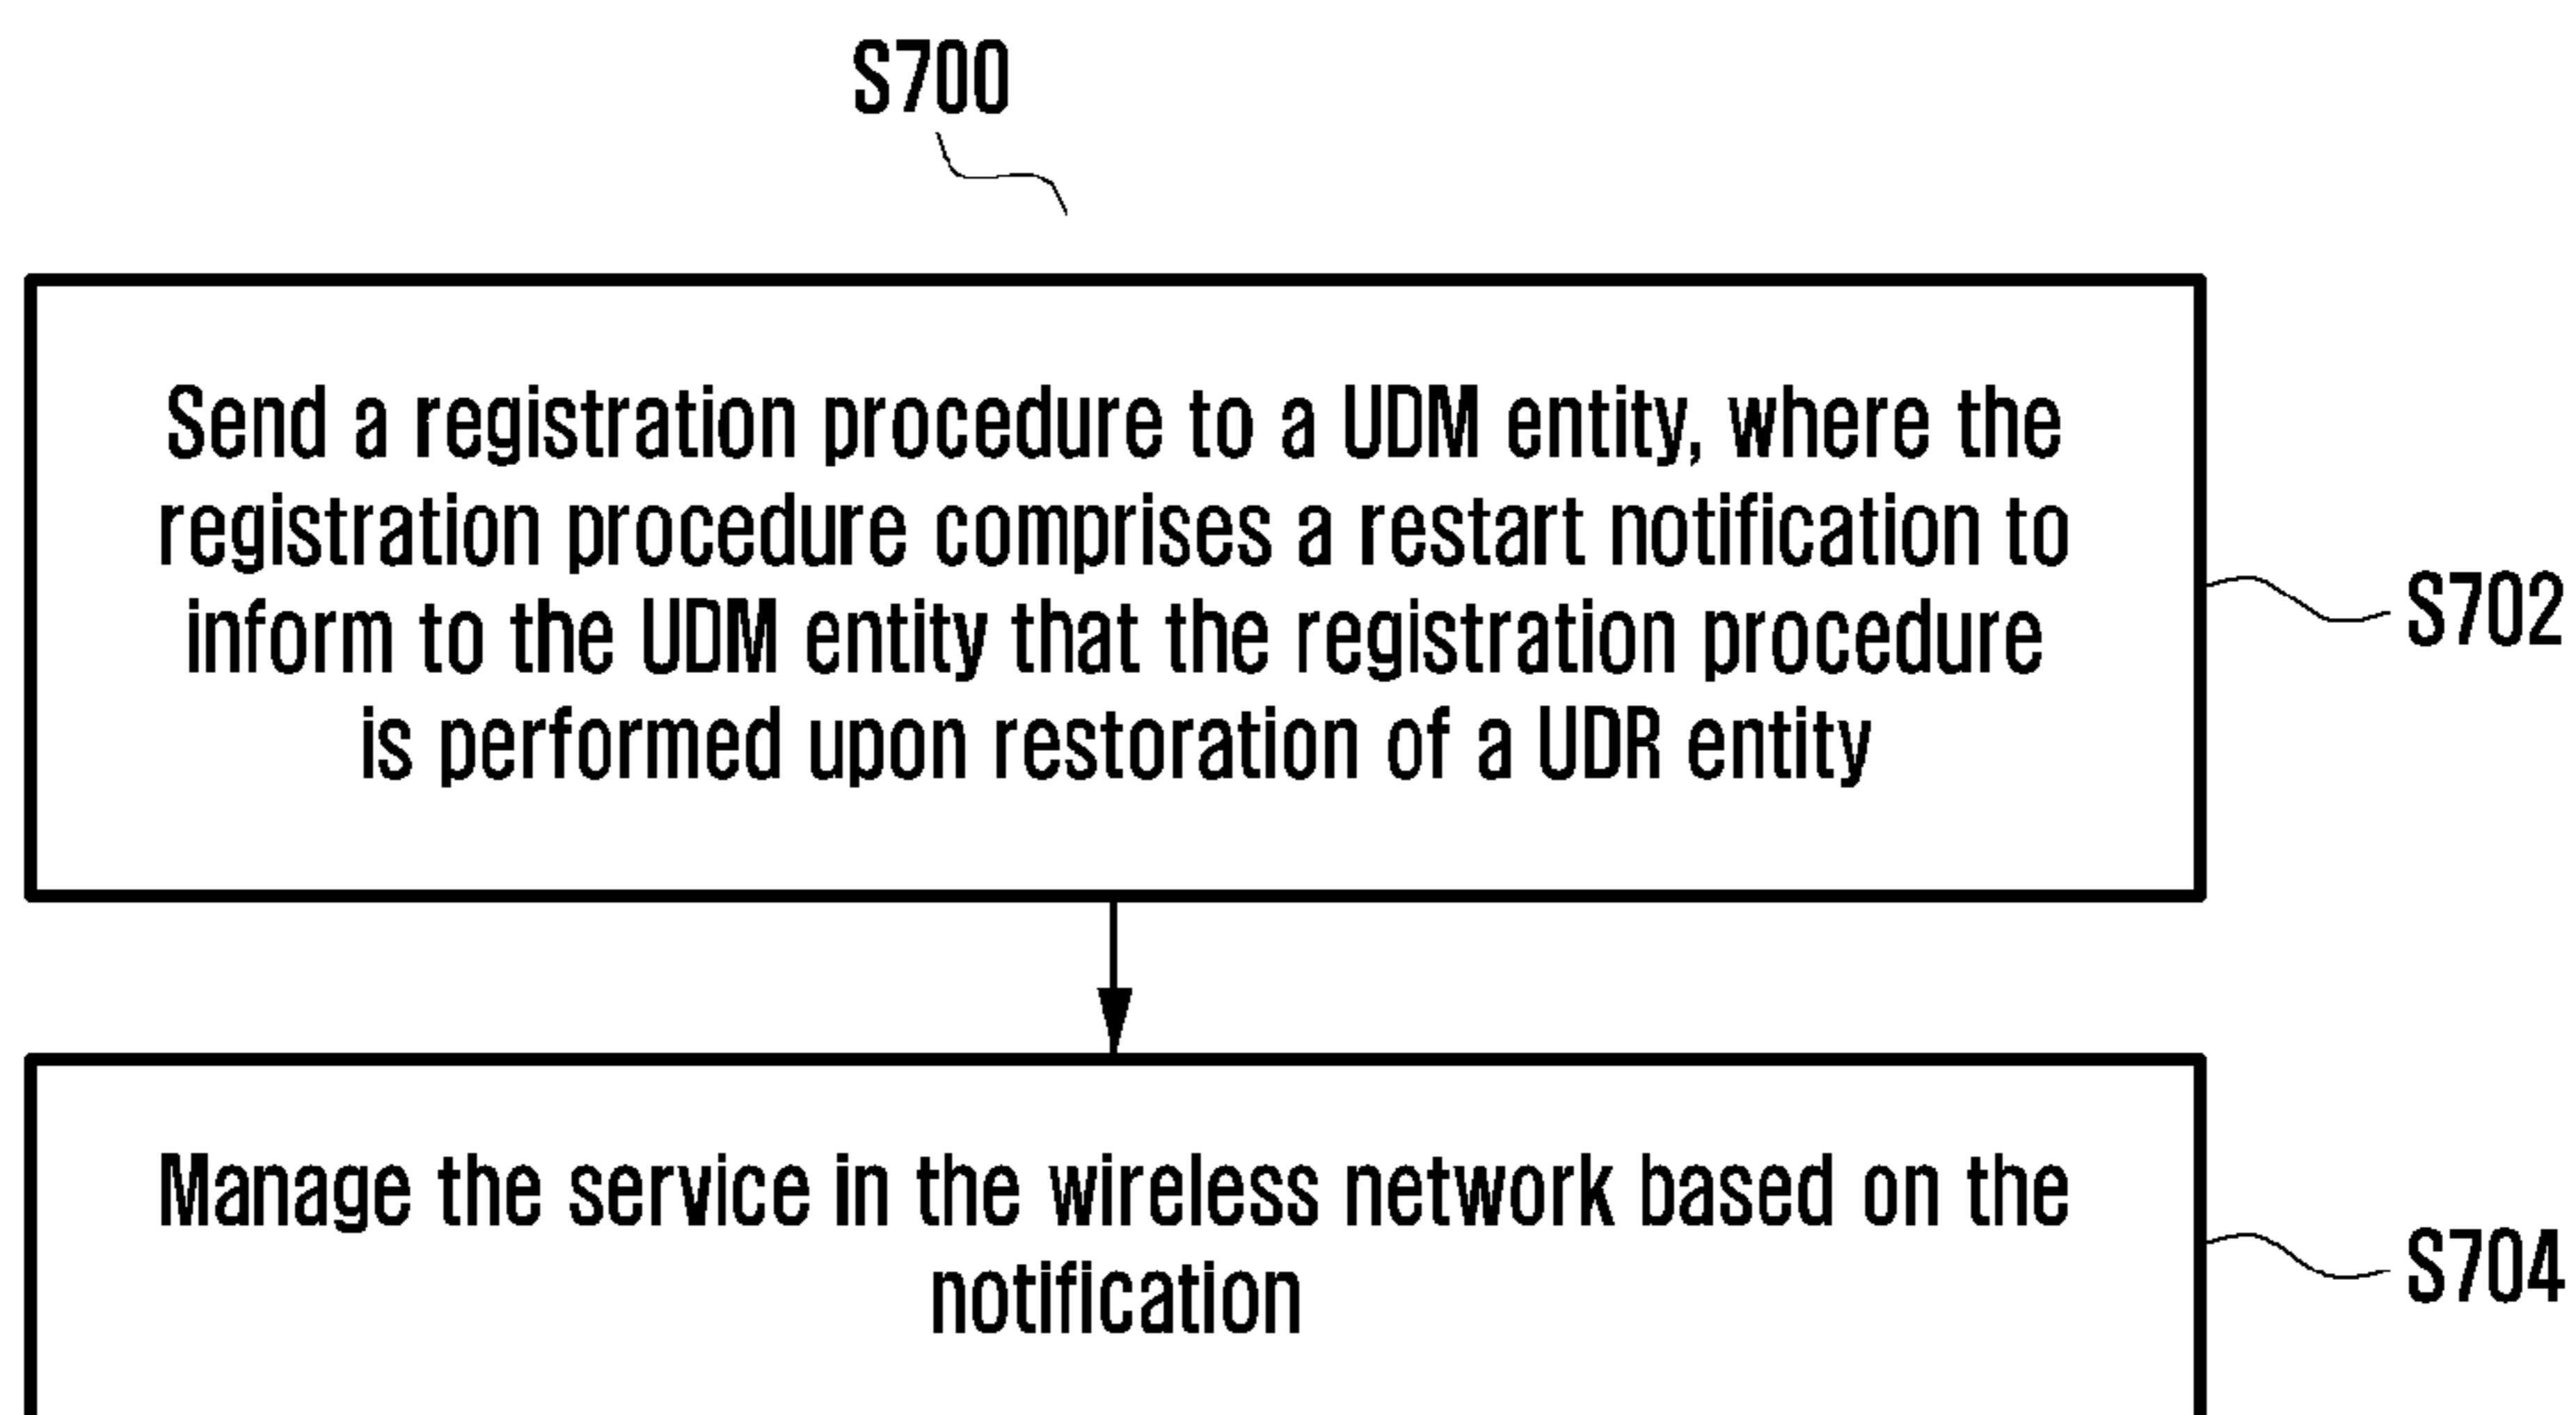 S700
Send a registration procedure to a UDM entity, where the
registration procedure comprises a restart notification to
inform to the UDM entity that the registration procedure
is performed upon restoration of a UDR entity
S702
Manage the service in the wireless network based on the
notification
S704